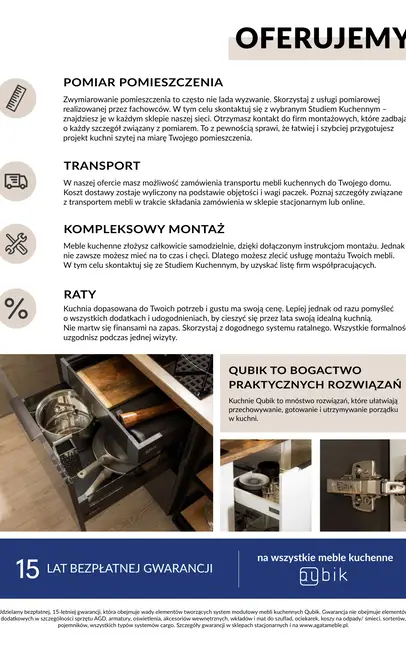 OFERUJEMY
POMIAR POMIESZCZENIA
Zwymiarowanie pomieszczenia to często nie lada wyzwanie. Skorzystaj z usługi pomiarowej
realizowanej przez fachowców. W tym celu skontaktuj się z wybranym Studiem Kuchennym –
znajdziesz je w każdym sklepie naszej sieci. Otrzymasz kontakt do firm montażowych, które zadbają
o każdy szczegół związany z pomiarem. To z pewnością sprawi, że łatwiej i szybciej przygotujesz
projekt kuchni szytej na miarę Twojego pomieszczenia.
TRANSPORT
W naszej ofercie masz możliwość zamówienia transportu mebli kuchennych do Twojego domu.
Koszt dostawy zostaje wyliczony na podstawie objętości i wagi paczek. Poznaj szczegóły związane
z transportem mebli w trakcie składania zamówienia w sklepie stacjonarnym lub online.
KOMPLEKSOWY MONTAŻ
Meble kuchenne złożysz całkowicie samodzielnie, dzięki dołączonym instrukcjom montażu. Jednak
nie zawsze możesz mieć na to czas i chęci. Dlatego możesz zlecić usługę montażu Twoich mebli.
W tym celu skontaktuj się ze Studiem Kuchennym, by uzyskać listę firm współpracujących.
%
RATY
Kuchnia dopasowana do Twoich potrzeb i gustu ma swoją cenę. Lepiej jednak od razu pomyśleć
o wszystkich dodatkach i udogodnieniach, by cieszyć się przez lata swoją idealną kuchnią.
Nie martw się finansami na zapas. Skorzystaj z dogodnego systemu ratalnego. Wszystkie formalnoś
uzgodnisz podczas jednej wizyty.
QUBIK TO BOGACTWO
PRAKTYCZNYCH ROZWIĄZAŃ
Kuchnie Qubik to mnóstwo rozwiązań, które ułatwiają
przechowywanie, gotowanie i utrzymywanie porządku
w kuchni.
15 LAT BEZPŁATNEJ GWARANCJI
na wszystkie meble kuchenne
qubik
Udzielamy bezpłatnej, 15-letniej gwarancji, która obejmuje wady elementów tworzących system modułowy mebli kuchennych Qubik. Gwarancja nie obejmuje elementów
dodatkowych w szczególności sprzętu AGD, armatury, oświetlenia, akcesoriów wewnętrznych, wkładów i mat do szuflad, ociekarek, koszy na odpady/ śmieci, sorterów,
pojemników, wszystkich typów systemów cargo. Szczegóły gwarancji w sklepach stacjonarnych i na www.agatameble.pl.